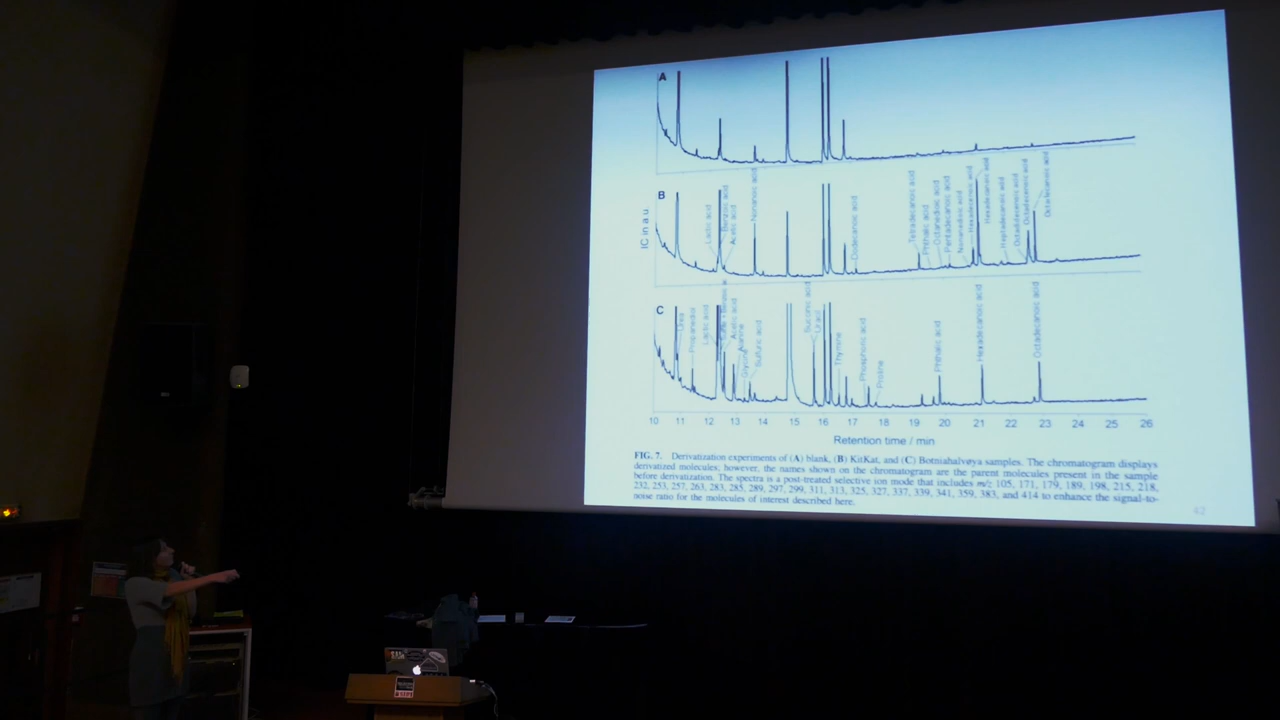 A
IC in a.u
B
Lactic acid
Benzoic acid
Acetic acid
Nonanoic acid
Dodecanoic acid
Tetradecanoic acid
Phthalic acid
Octanedioic acid
Pentadecanoic acid
Nonanedioic acid
Hexadecenoic acid
Hexadecanoic acid
Heptadecanoic acid
Octadecenoic acid
Octadecanoic acid
C
Urea
Propanediol
Lactic acid
Acetic acid
Alanine
Glycine
Sulfuric acid
Succinic acid
Uracil
Thymine
Phosphoric acid
Proline
Phthalic acid
Hexadecanoic acid
Octadecanoic acid
10 11 12 13 14 15 16 17 18 19 20 21 22 23 24 25 26
Retention time / min
FIG. 7. Derivatization experiments of (A) blank, (B) KitKat, and (C) Botniahalvøya samples. The chromatogram displays
derivatized molecules, however, the names shown on the chromatogram are the parent molecules present in the sample
before derivatization. The spectra is a post-treated selective ion mode that includes m/z 105, 171, 179, 189, 198, 215, 218,
232, 253, 257, 263, 283, 285, 289, 297, 299, 311, 313, 325, 327, 337, 339, 341, 359, 383, and 414 to enhance the signal-to-
noise ratio for the molecules of interest described here.
42